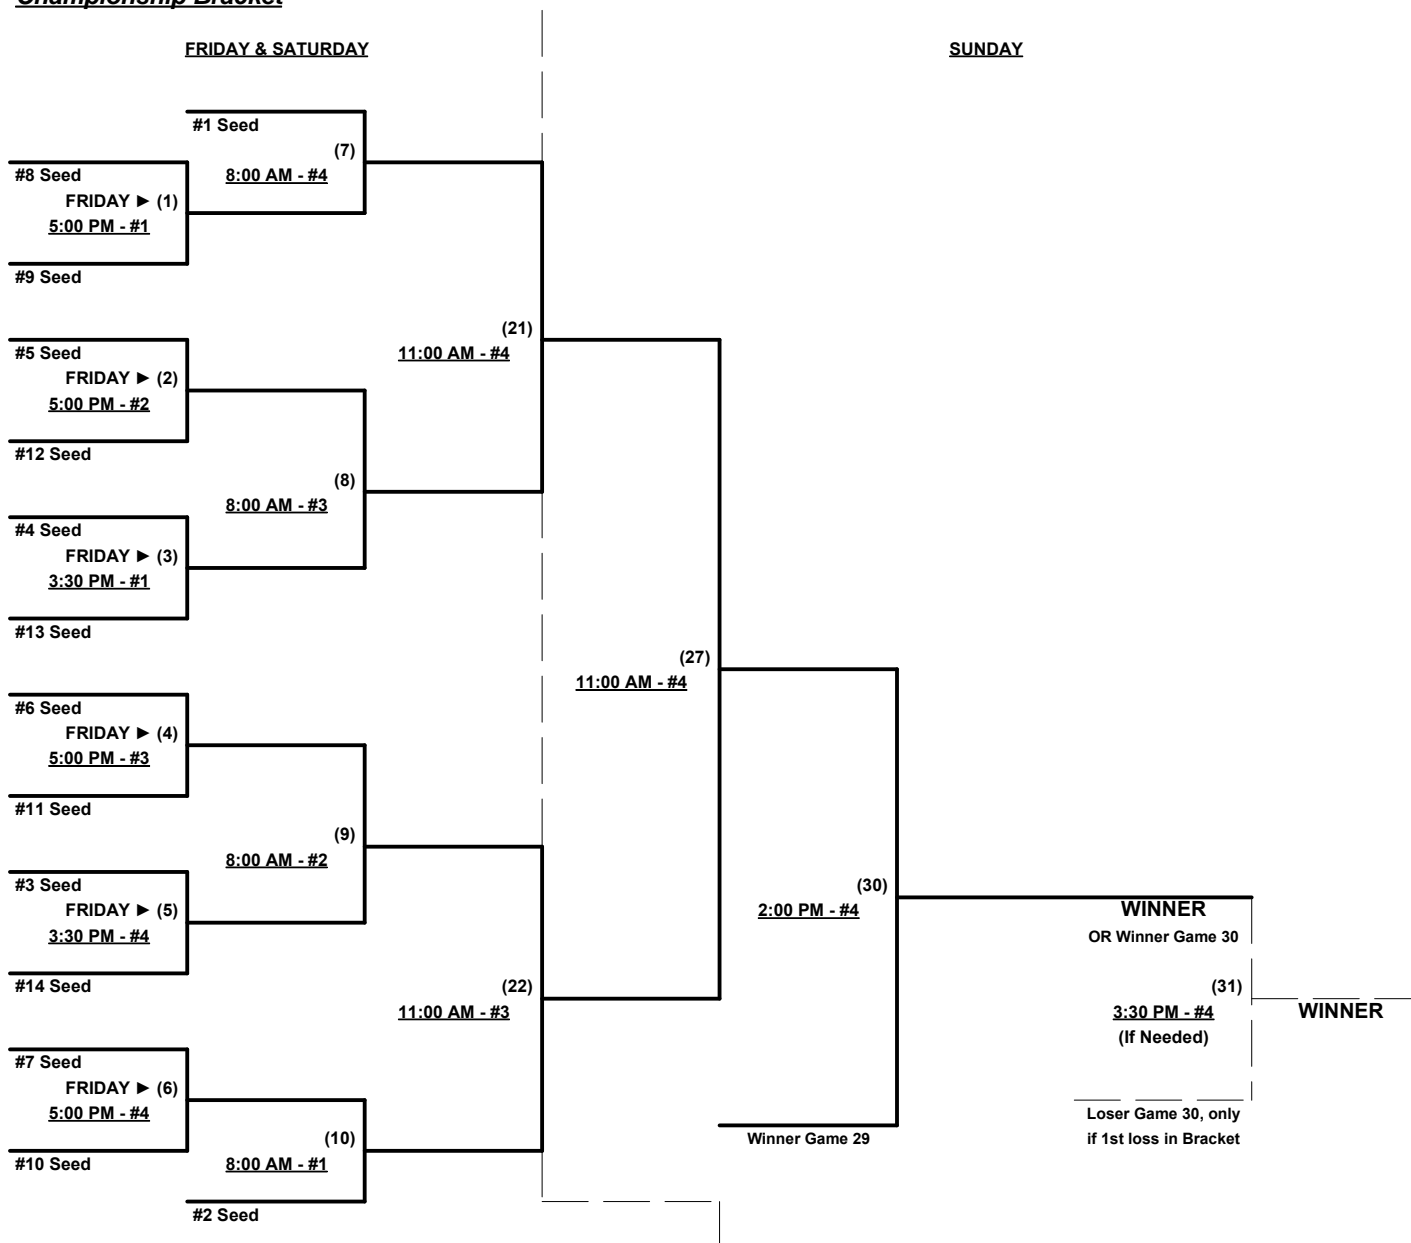 Championship Bracket
FRIDAY & SATURDAY
SUNDAY
#1 Seed
(7)
8:00 AM - #4
#8 Seed
FRIDAY ► (1)
5:00 PM - #1
#9 Seed
(21)
11:00 AM - #4
#5 Seed
FRIDAY ► (2)
5:00 PM - #2
#12 Seed
(8)
8:00 AM - #3
#4 Seed
FRIDAY ► (3)
3:30 PM - #1
#13 Seed
(27)
11:00 AM - #4
#6 Seed
FRIDAY ► (4)
5:00 PM - #3
#11 Seed
(9)
8:00 AM - #2
#3 Seed
FRIDAY ► (5)
3:30 PM - #4
#14 Seed
(30)
2:00 PM - #4
WINNER
OR Winner Game 30
(22)
11:00 AM - #3
(31)
3:30 PM - #4
(If Needed)
WINNER
#7 Seed
FRIDAY ► (6)
5:00 PM - #4
#10 Seed
(10)
8:00 AM - #1
Winner Game 29
Loser Game 30, only
if 1st loss in Bracket
#2 Seed